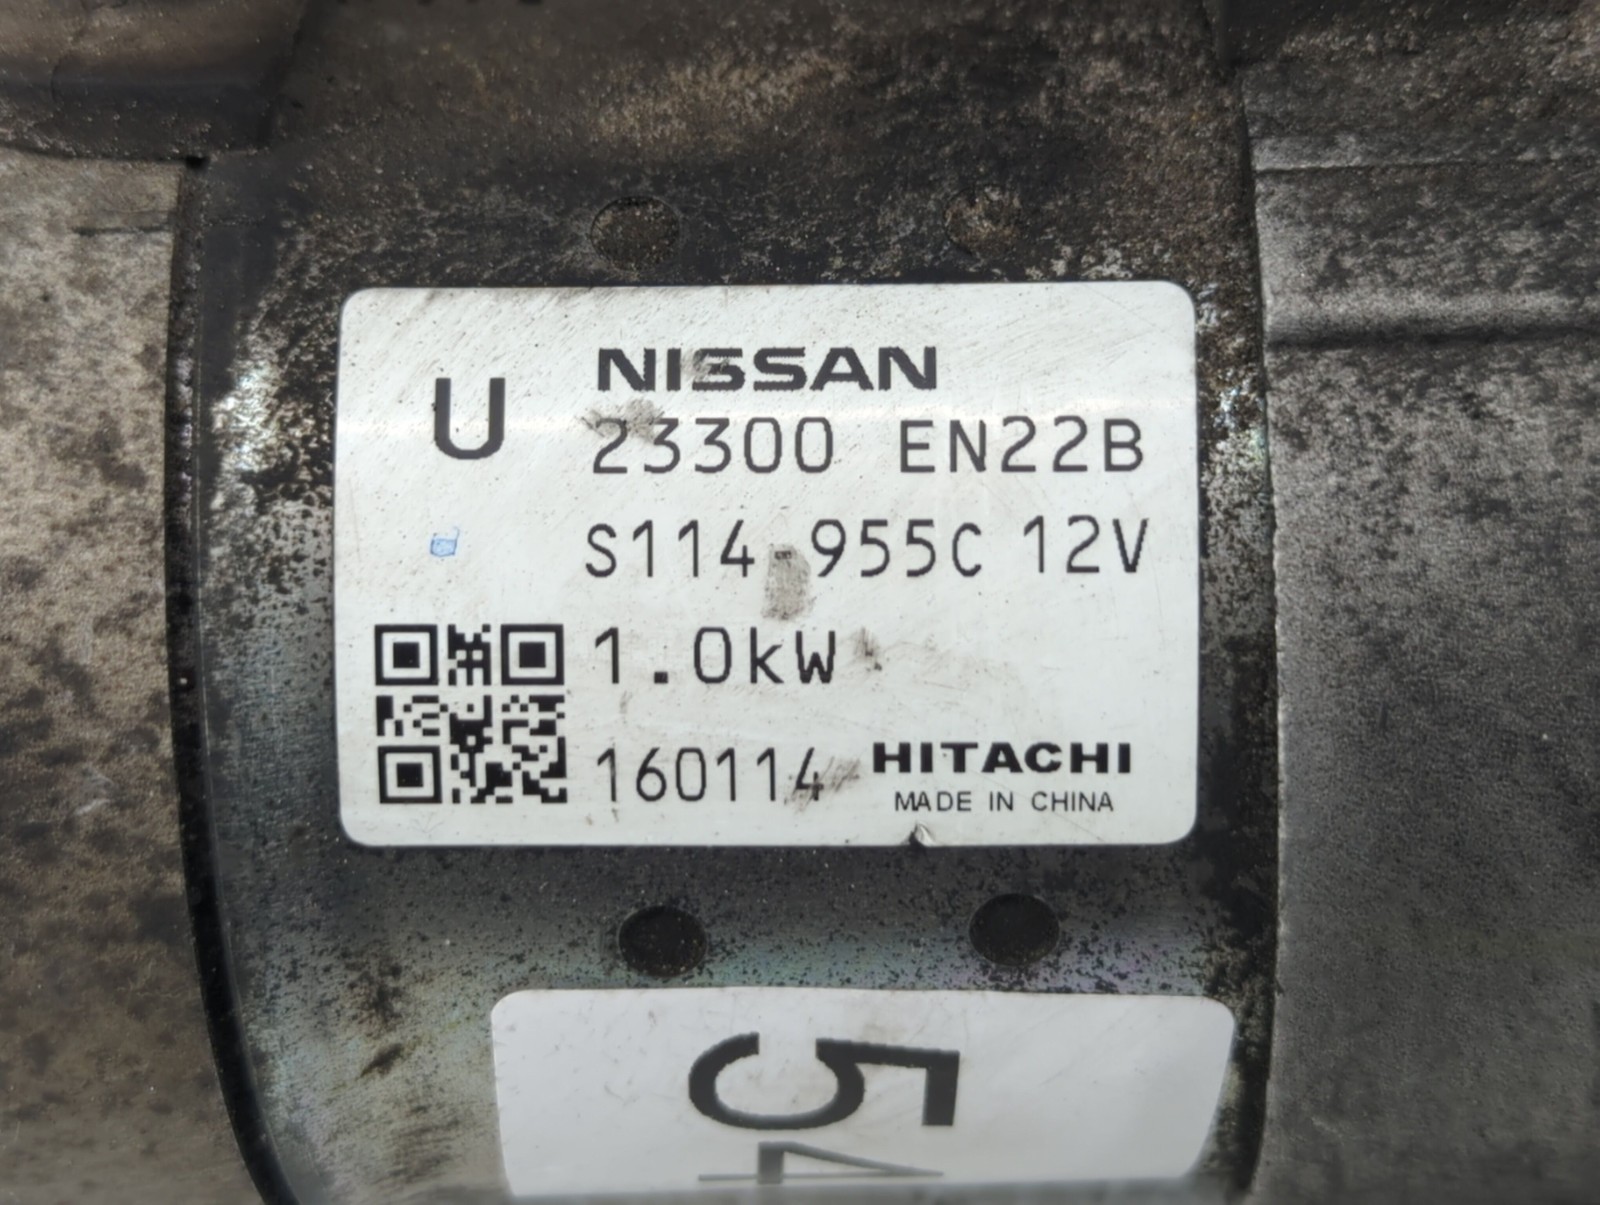 U
NISSAN
23300 EN22B
S114-955C 12V
1.0kW
160114
HITACHI
MADE IN CHINA
54